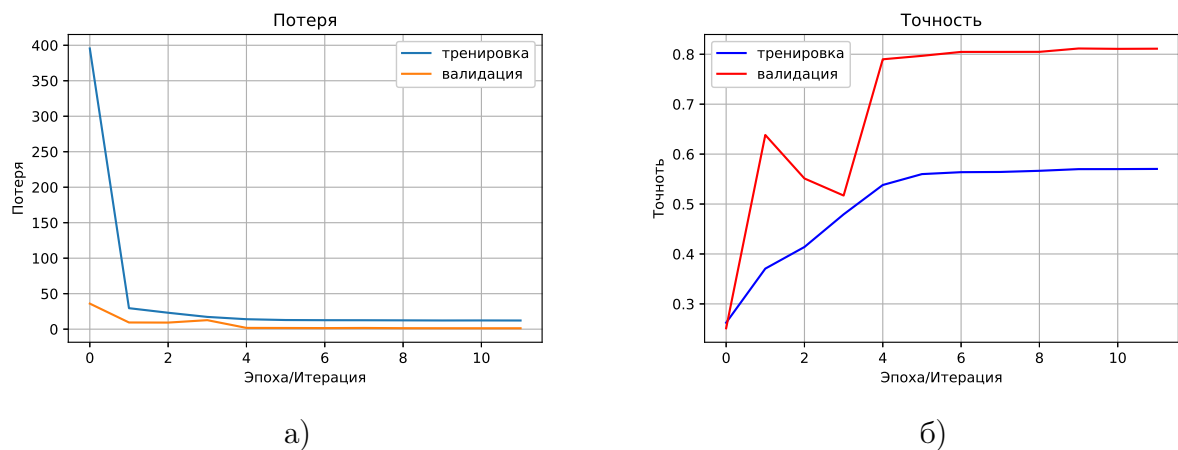 Потеря
400
350
300
250
200
150
100
50
0
Потеря
тренировка
валидация
0 2 4 6 8 10
Эпоха/Итерация
а)
Точность
0.8
0.7
0.6
0.5
0.4
0.3
Точноть
тренировка
валидация
0 2 4 6 8 10
Эпоха/Итерация
б)